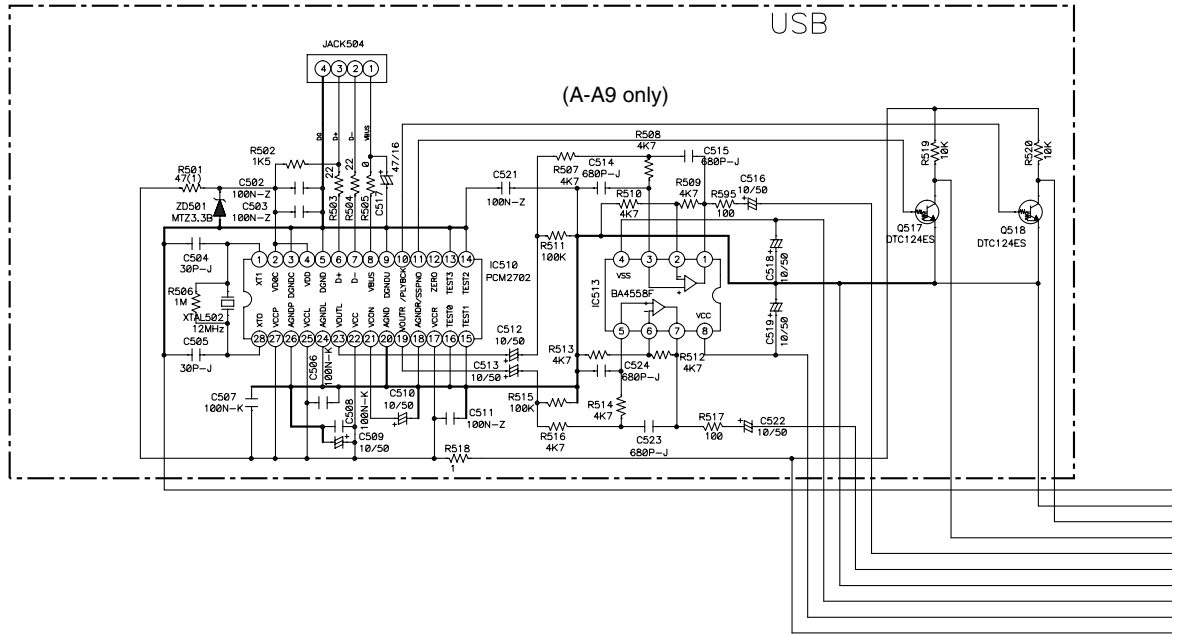 USB
JACK504
4 3 2 1
(A-A9 only)
DG
D+
D-
VBUS
R502
1K5
R501
47(1)
ZD501
MTZ3.3B
C502
100N-Z
C503
100N-Z
R503
22
R504
22
R505
0
C517
47/16
C521
100N-Z
R507
4K7
R508
4K7
C514
680P-J
C515
680P-J
R510
4K7
R509
4K7
R595
100
C516
10/50
R511
100K
R519
10K
R520
10K
Q517
DTC124ES
Q518
DTC124ES
C504
30P-J
R506
1M
XTAL502
12MHz
C505
30P-J
1 2 3 4 5 6 7 8 9 10 11 12 13 14
XT1
VDDC
DGNDC
VDD
DGND
D+
D-
VBUS
DGNDU
/PLYBCK
/SSPND
ZERO
TEST3
TEST2
IC510
PCM2702
XTO
VCCP
AGNDP
VCCL
AGNDL
VOUTL
VCC
VCOM
AGND
VOUTR
AGNDR
VCCR
TEST0
TEST1
28 27 26 25 24 23 22 21 20 19 18 17 16 15
4 3 2 1
VSS
IC513
BA4558F
VCC
5 6 7 8
C518
10/50
C519
10/50
C512
10/50
C513
10/50
R513
4K7
C524
680P-J
R512
4K7
R514
4K7
R515
100K
R516
4K7
C523
680P-J
R517
100
C522
10/50
C506
100N-K
C507
100N-K
C508
100N-K
C509
10/50
C510
10/50
C511
100N-Z
R518
1